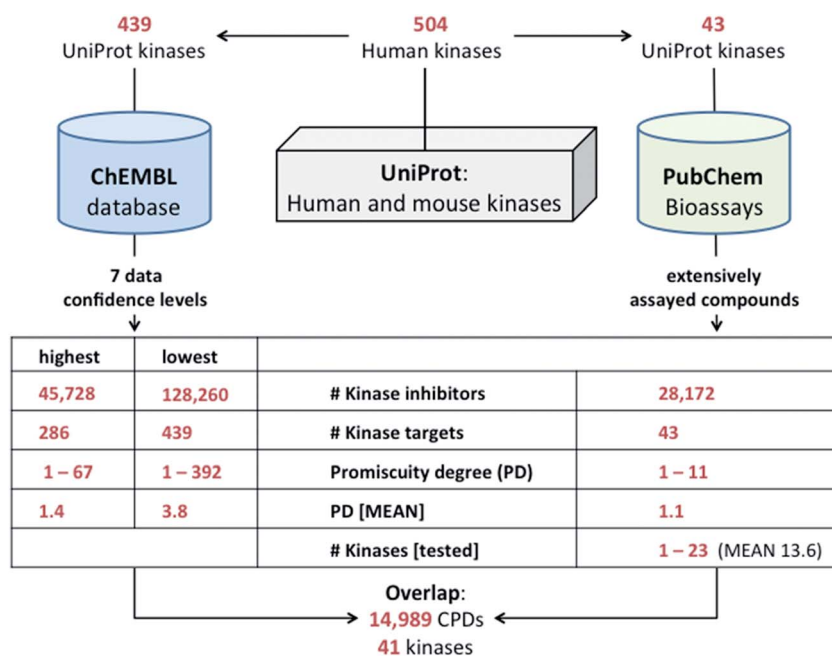 439
UniProt kinases
504
Human kinases
43
UniProt kinases
ChEMBL
database
UniProt:
Human and mouse kinases
PubChem
Bioassays
7 data
confidence levels
extensively
assayed compounds
highest lowest
45,728 128,260 # Kinase inhibitors 28,172
286 439 # Kinase targets 43
1 – 67 1 – 392 Promiscuity degree (PD) 1 – 11
1.4 3.8 PD [MEAN] 1.1
# Kinases [tested] 1 – 23 (MEAN 13.6)
Overlap:
14,989 CPDs
41 kinases